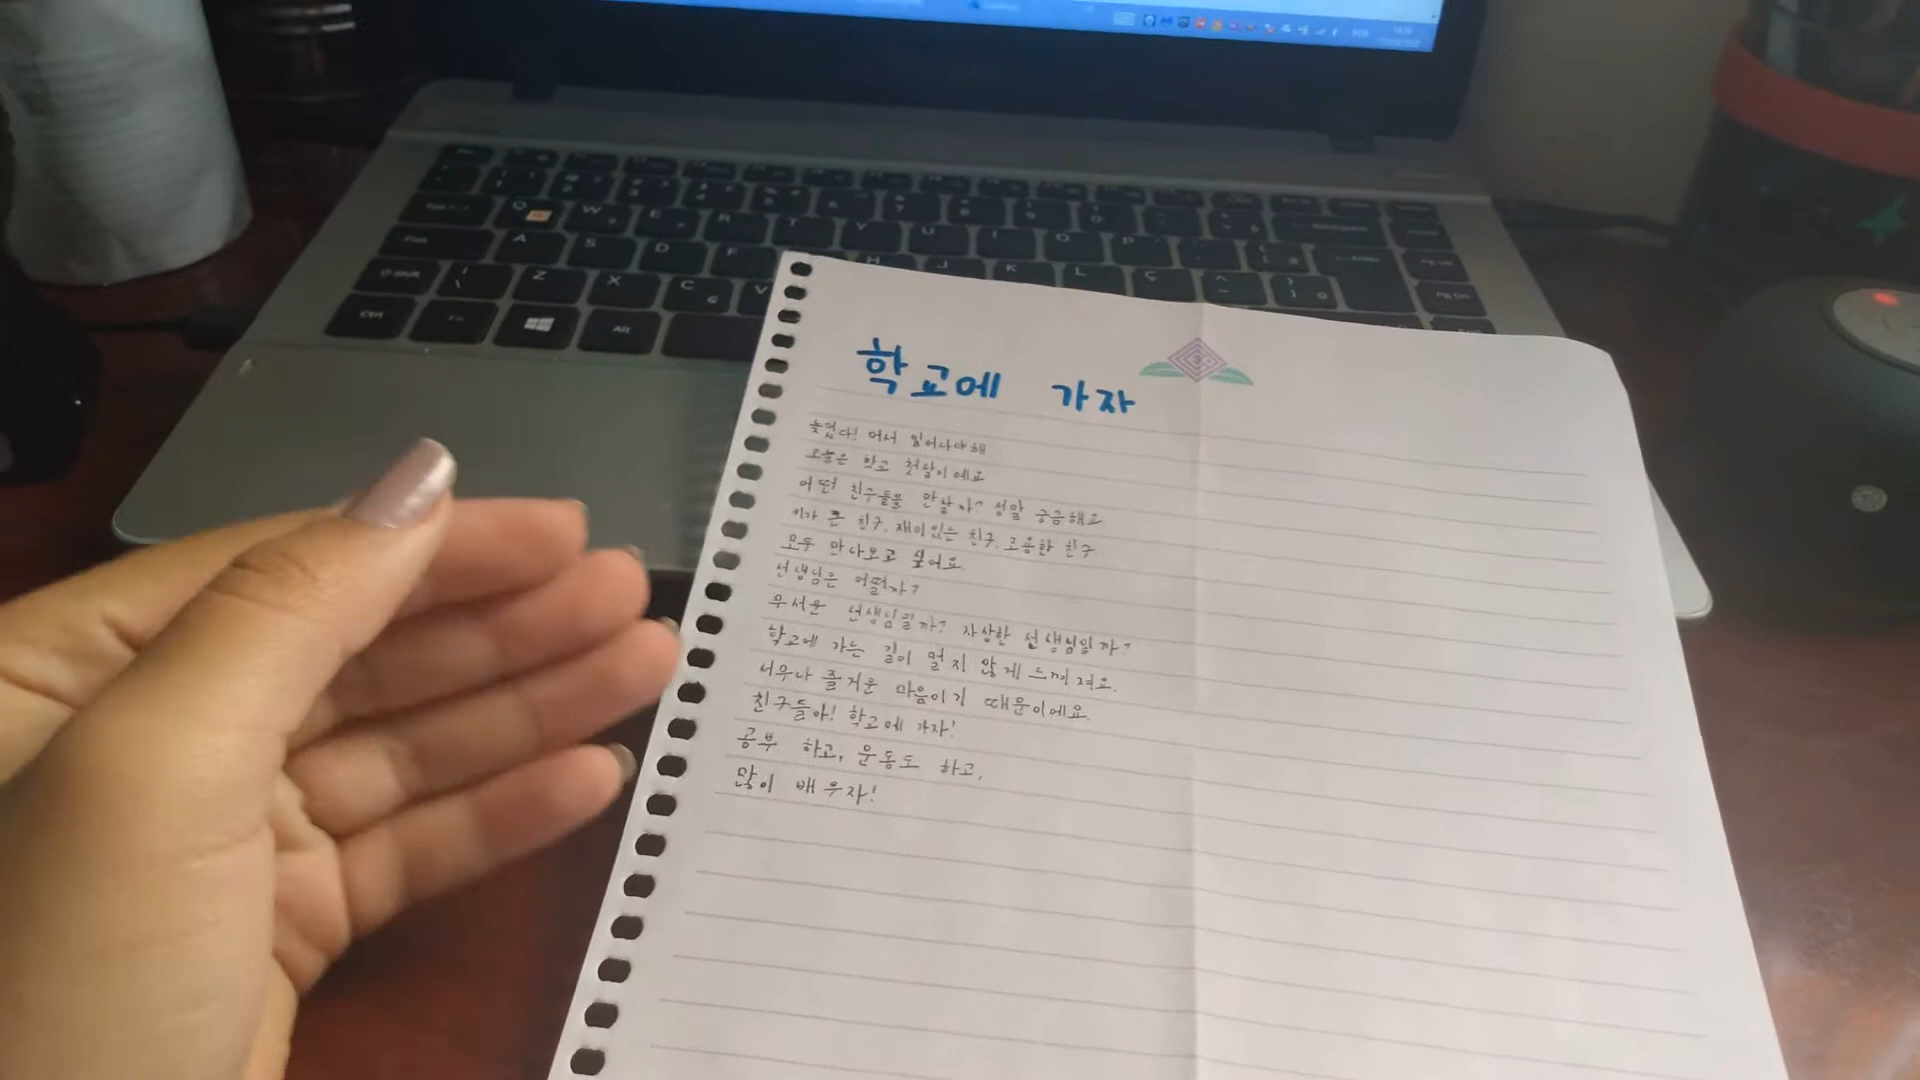 학교에 가자
늦었다! 어서 일어나야해
오늘은 학교 첫날이에요
어떤 친구들을 만날까? 정말 궁금해요
키가 큰 친구, 재미있는 친구, 조용한 친구
모두 만나보고 싶어요.
선생님은 어떨까?
무서운 선생님일까? 자상한 선생님일까?
학교에 가는 길이 멀지 않게 느껴져요.
너무나 즐거운 마음이기 때문이에요.
친구들아! 학교에 가자!
공부 하고, 운동도 하고,
많이 배우자!